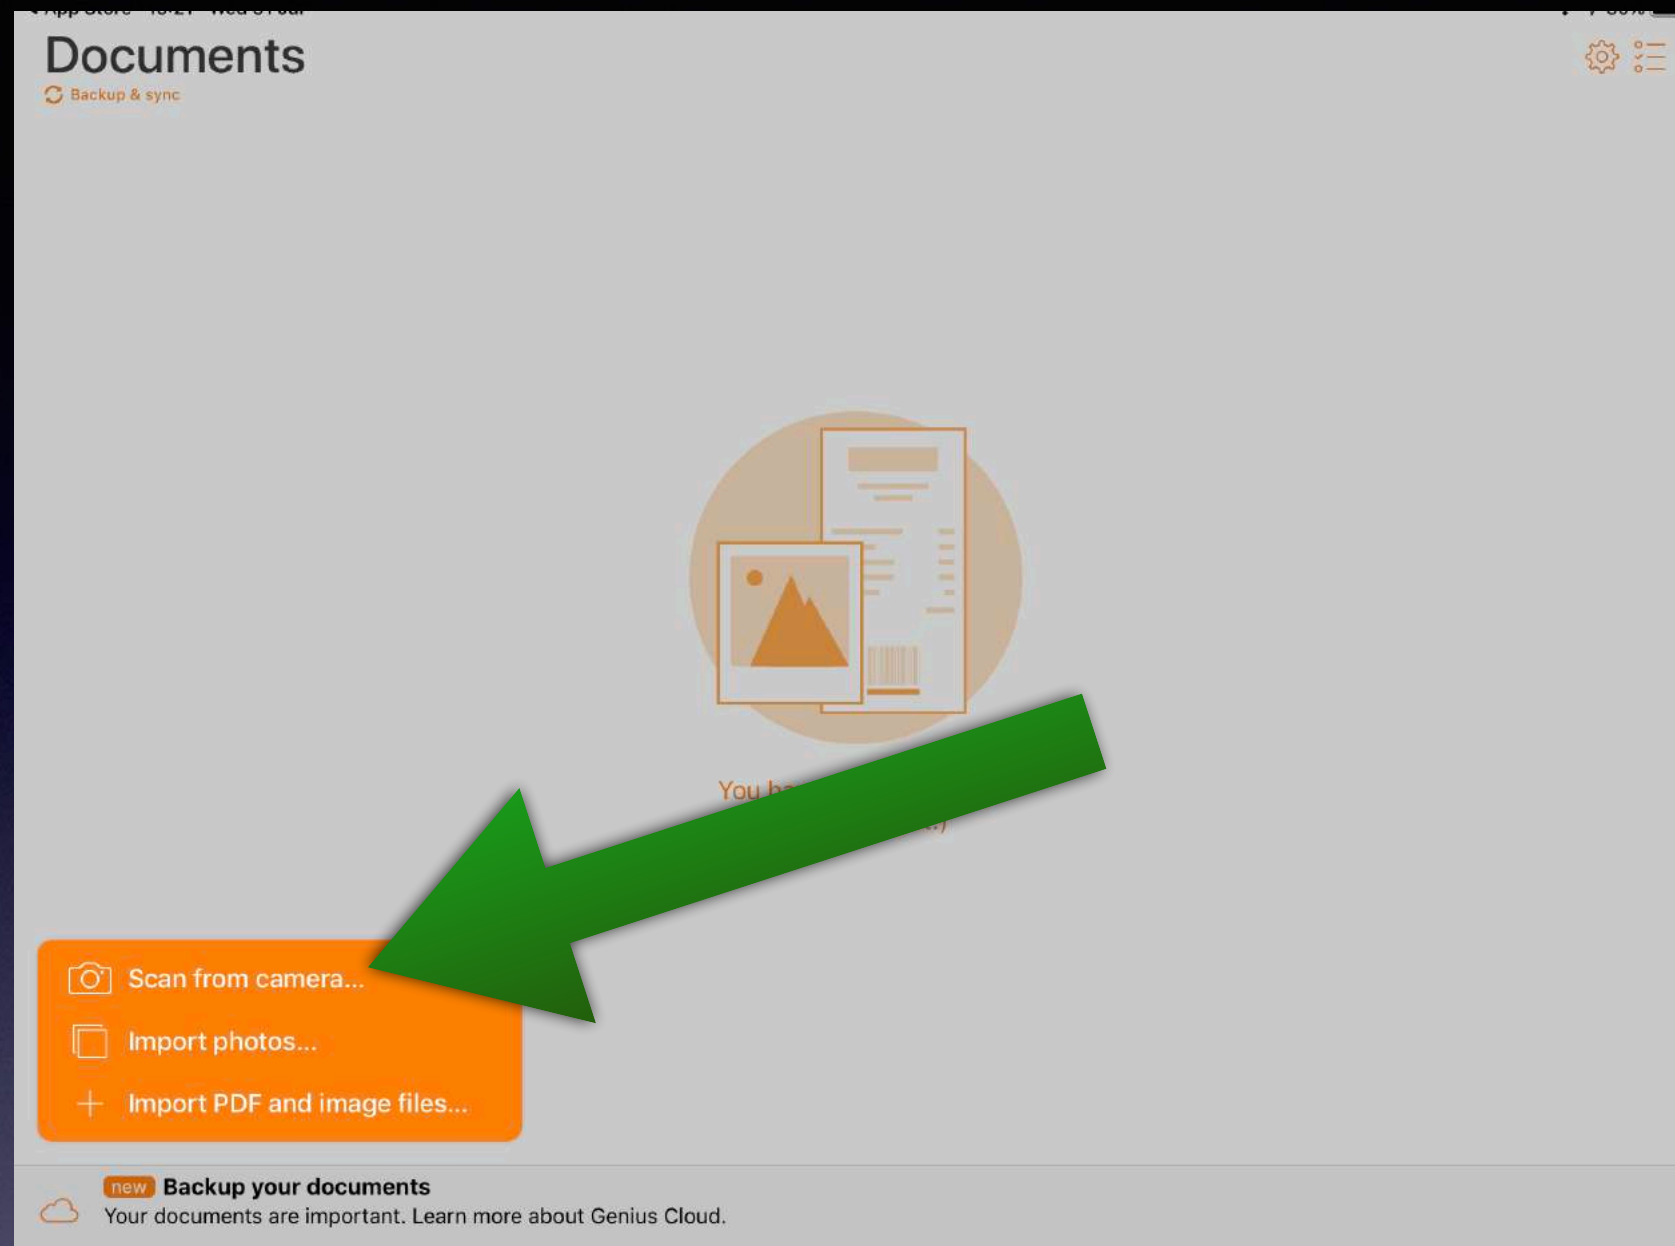 Documents
Backup & sync
You
Scan from camera...
Import photos...
Import PDF and image files...
new Backup your documents
Your documents are important. Learn more about Genius Cloud.